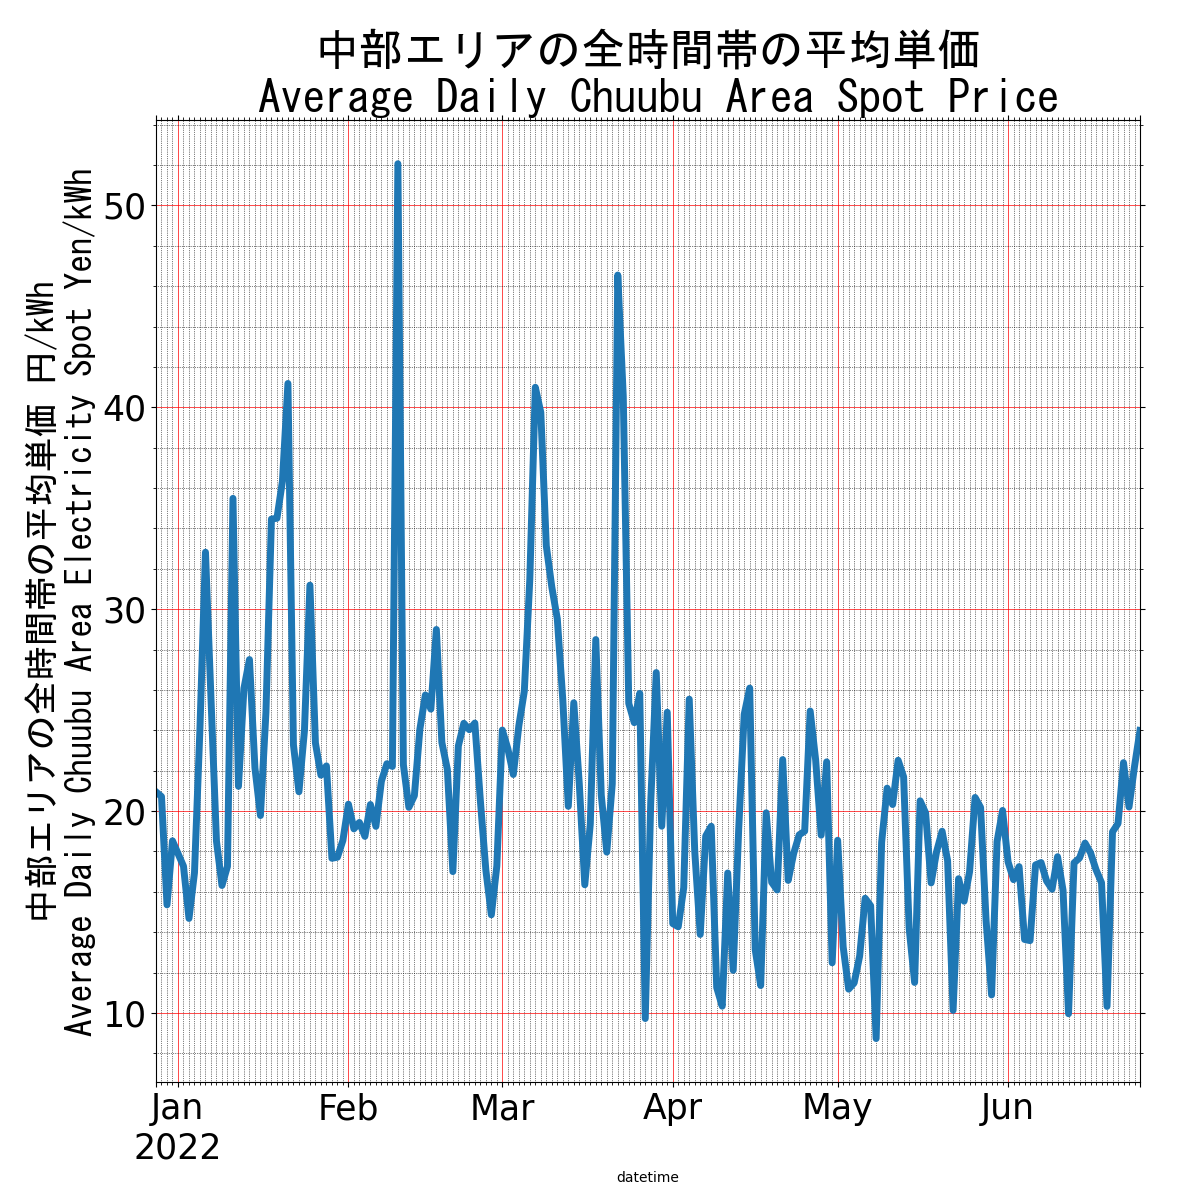 中部エリアの全時間帯の平均単価
Average Daily Chuubu Area Spot Price
中部エリアの全時間帯の平均単価 円/kWh
Average Daily Chuubu Area Electricity Spot Yen/kWh
50
40
30
20
10
Jan Feb Mar Apr May Jun
2022
datetime